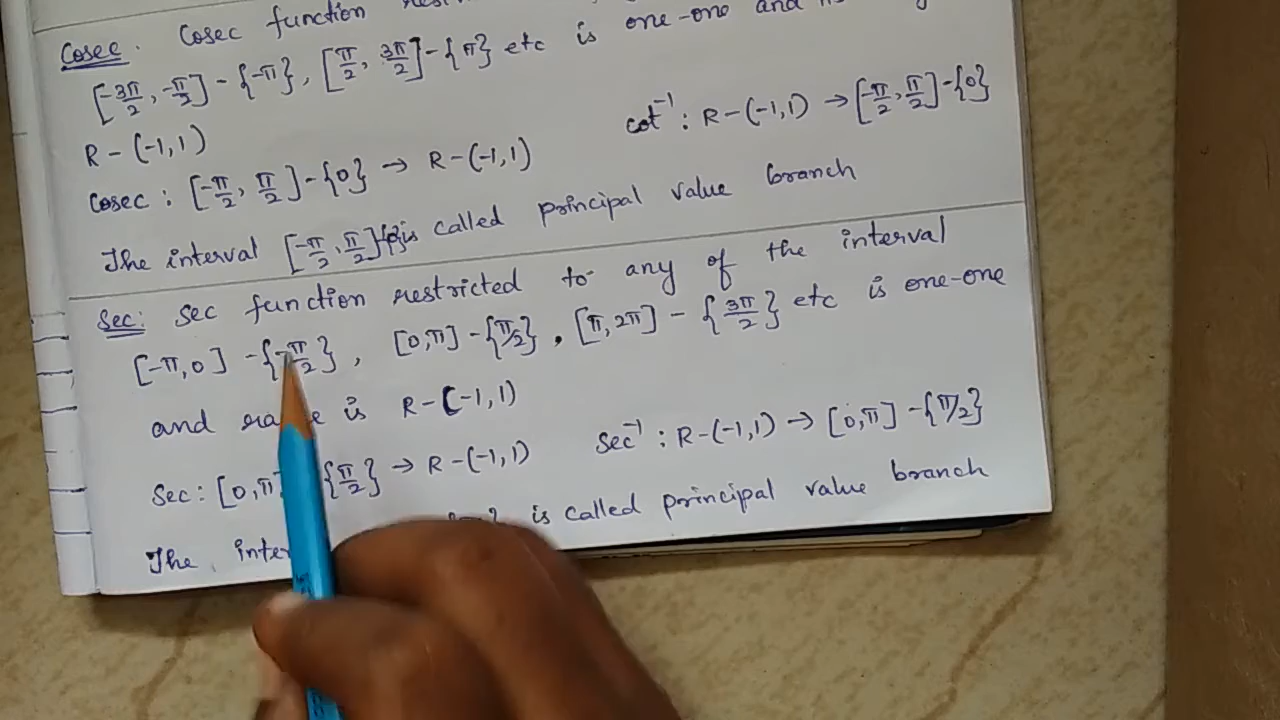 Cosec: Cosec function
[-3π/2, -π/2] - {-π}, [π/2, 3π/2] - {π} etc is one-one and
R - (-1,1)
cot⁻¹ : R - (-1,1) → [-π/2, π/2] - {0}
Cosec : [-π/2, π/2] - {0} → R - (-1,1)
The interval [-π/2, π/2] - {0} is called principal value branch
Sec: Sec function restricted to any of the interval
[-π,0] - {-π/2}, [0,π] - {π/2}, [π,2π] - {3π/2} etc is one-one
and is R - (-1,1)
Sec : [0,π] {π/2} → R - (-1,1)
Sec⁻¹ : R - (-1,1) → [0,π] - {π/2}
The is called principal value branch